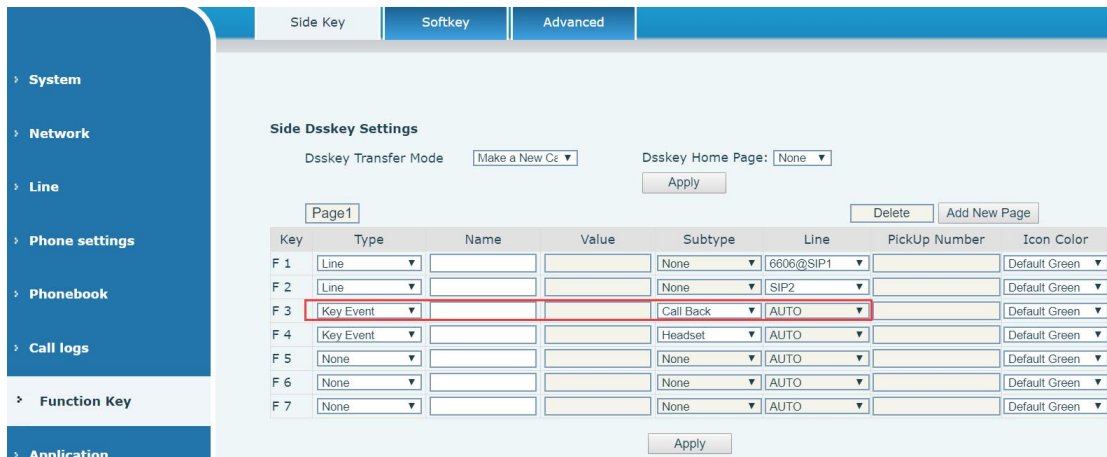 Side Key Softkey Advanced
System
Network
Line
Phone settings
Phonebook
Call logs
Function Key
Application
Side Dsskey Settings
Dsskey Transfer Mode Make a New Ca Dsskey Home Page: None
Apply
Page1 Delete Add New Page
Key Type Name Value Subtype Line PickUp Number Icon Color
F 1 Line None 6606@SIP1 Default Green
F 2 Line None SIP2 Default Green
F 3 Key Event Call Back AUTO Default Green
F 4 Key Event Headset AUTO Default Green
F 5 None None AUTO Default Green
F 6 None None AUTO Default Green
F 7 None None AUTO Default Green
Apply